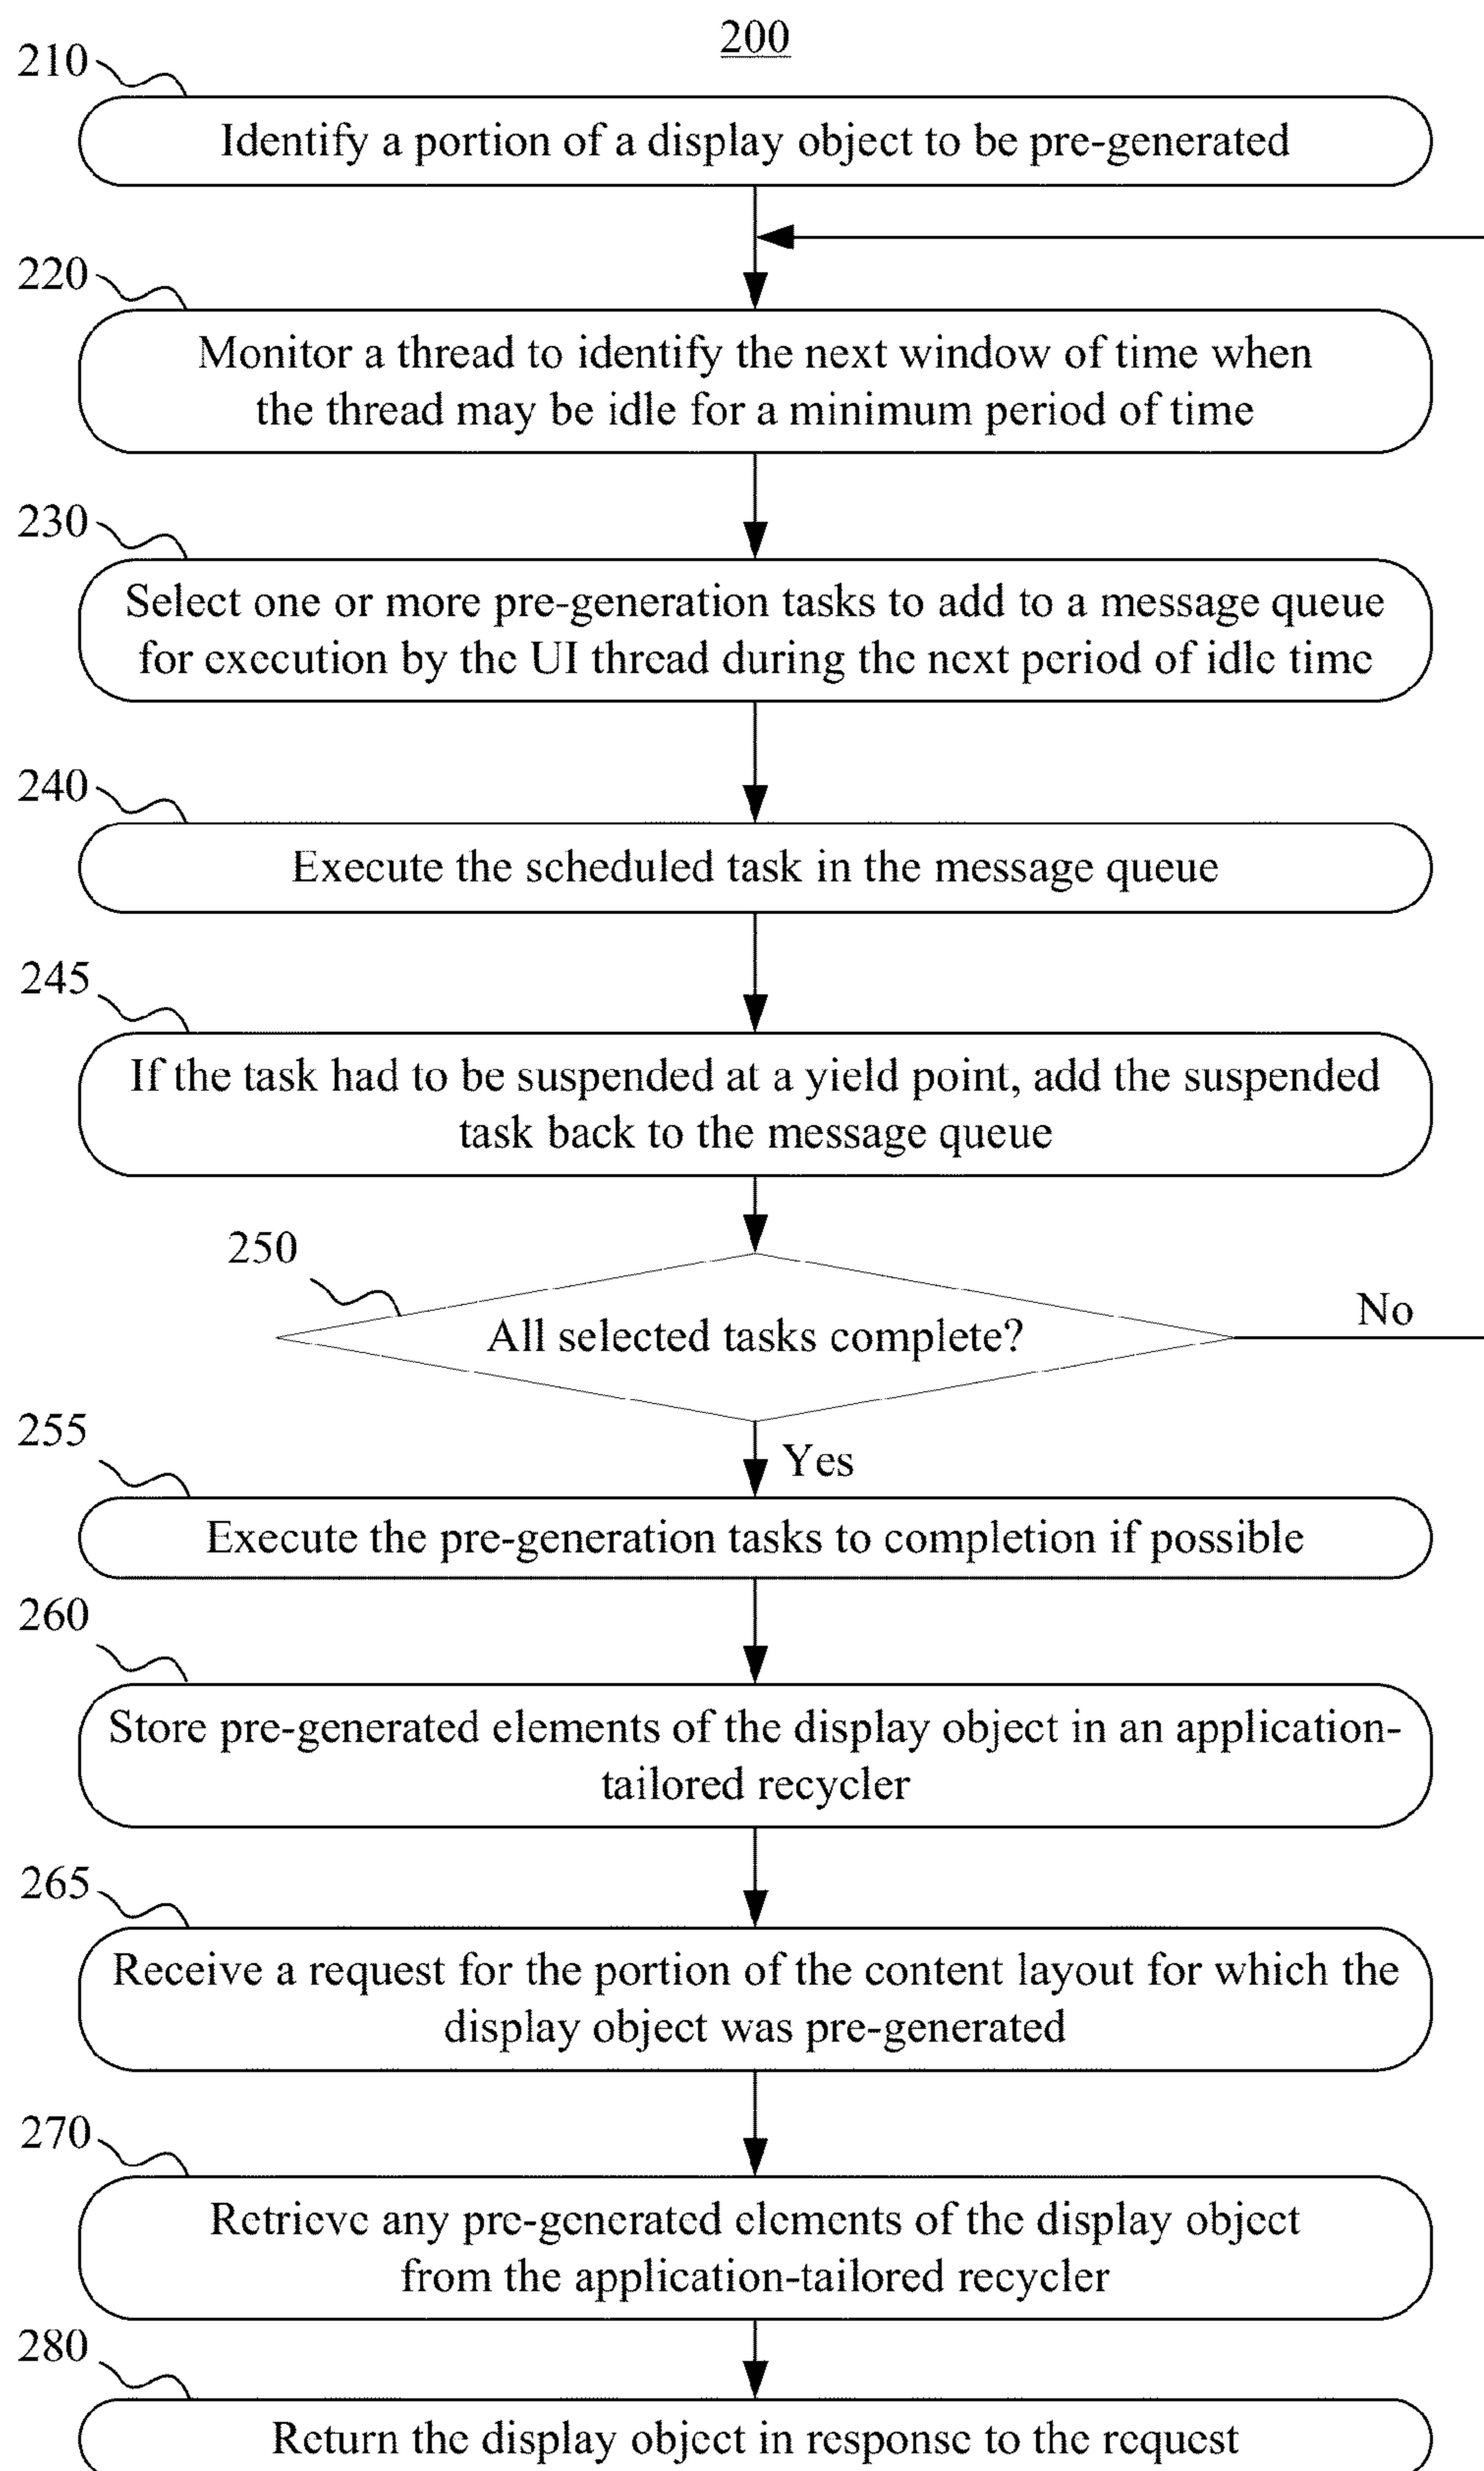 200
210
Identify a portion of a display object to be pre-generated
220
Monitor a thread to identify the next window of time when
the thread may be idle for a minimum period of time
230
Select one or more pre-generation tasks to add to a message queue
for execution by the UI thread during the next period of idle time
240
Execute the scheduled task in the message queue
245
If the task had to be suspended at a yield point, add the suspended
task back to the message queue
250
All selected tasks complete?
No
255
Yes
Execute the pre-generation tasks to completion if possible
260
Store pre-generated elements of the display object in an application-
tailored recycler
265
Receive a request for the portion of the content layout for which the
display object was pre-generated
270
Retrieve any pre-generated elements of the display object
from the application-tailored recycler
280
Return the display object in response to the request